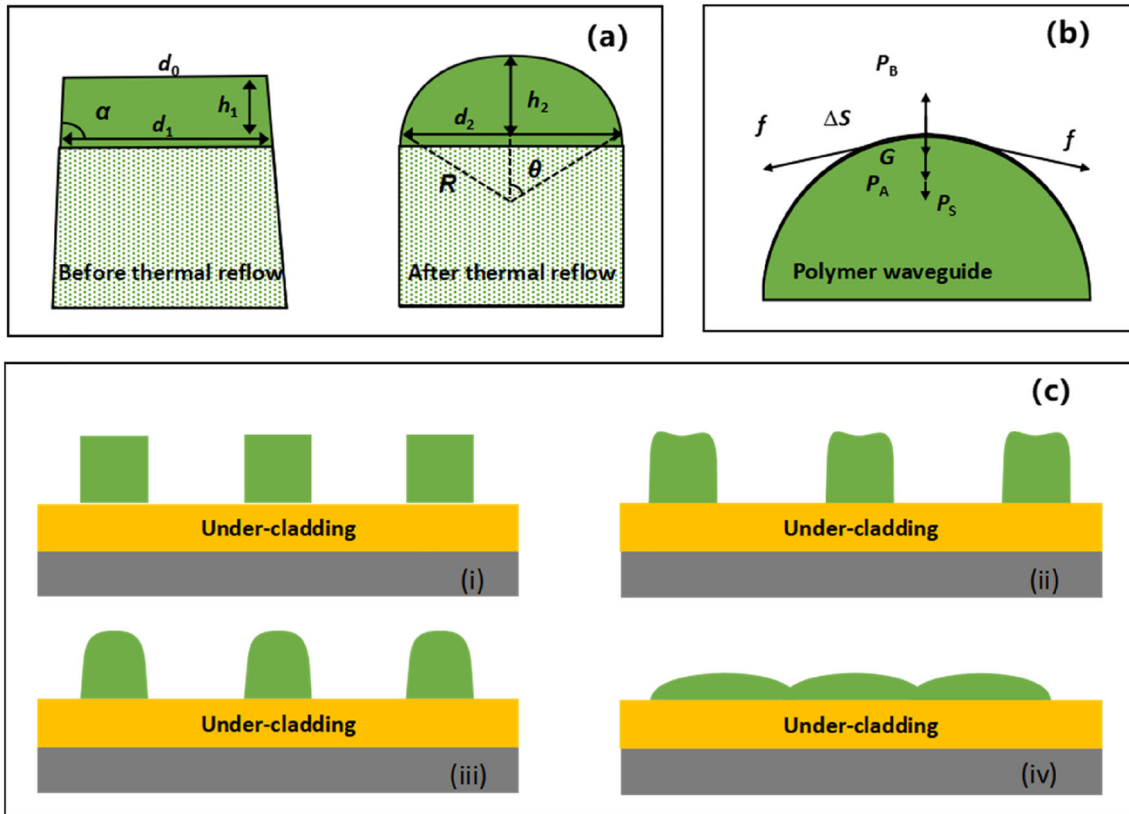 (a)
d0
h1
α
d1
Before thermal reflow
h2
d2
θ
R
After thermal reflow
(b)
PB
f
ΔS
f
G
PA
PS
Polymer waveguide
(c)
Under-cladding
(i)
Under-cladding
(ii)
Under-cladding
(iii)
Under-cladding
(iv)